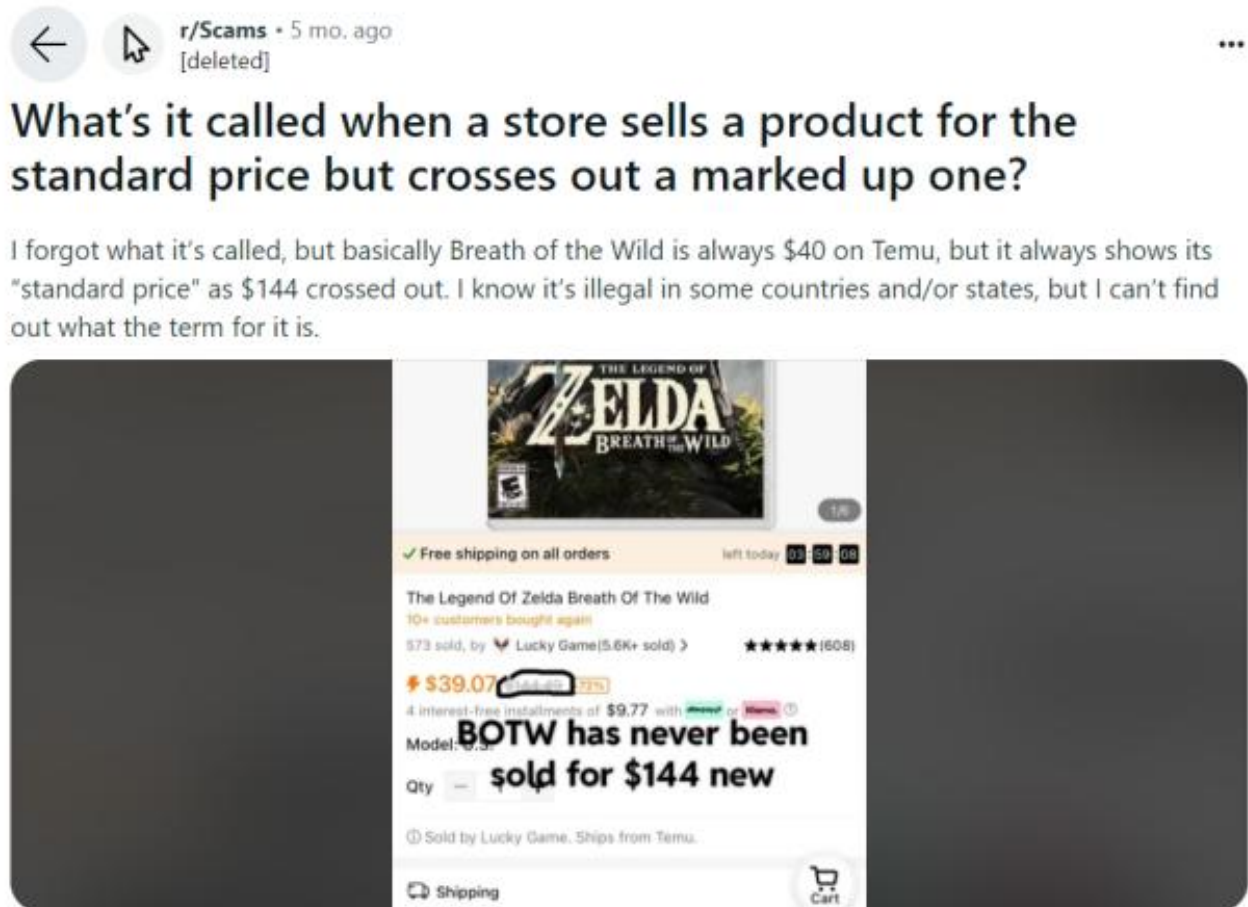 r/Scams • 5 mo. ago
[deleted]
What's it called when a store sells a product for the
standard price but crosses out a marked up one?
I forgot what it's called, but basically Breath of the Wild is always $40 on Temu, but it always shows its
"standard price" as $144 crossed out. I know it's illegal in some countries and/or states, but I can't find
out what the term for it is.
THE LEGEND OF
ZELDA
BREATH OF THE WILD
E
1/6
Free shipping on all orders left today 03:59:08
The Legend Of Zelda Breath Of The Wild
10+ customers bought again
573 sold, by Lucky Game(5.6K+ sold) > ★★★★★(608)
$39.07
4 interest-free installments of $9.77 with or Klarna.
Model:
BOTW has never been
sold for $144 new
Qty −
Sold by Lucky Game. Ships from Temu.
Shipping
Cart